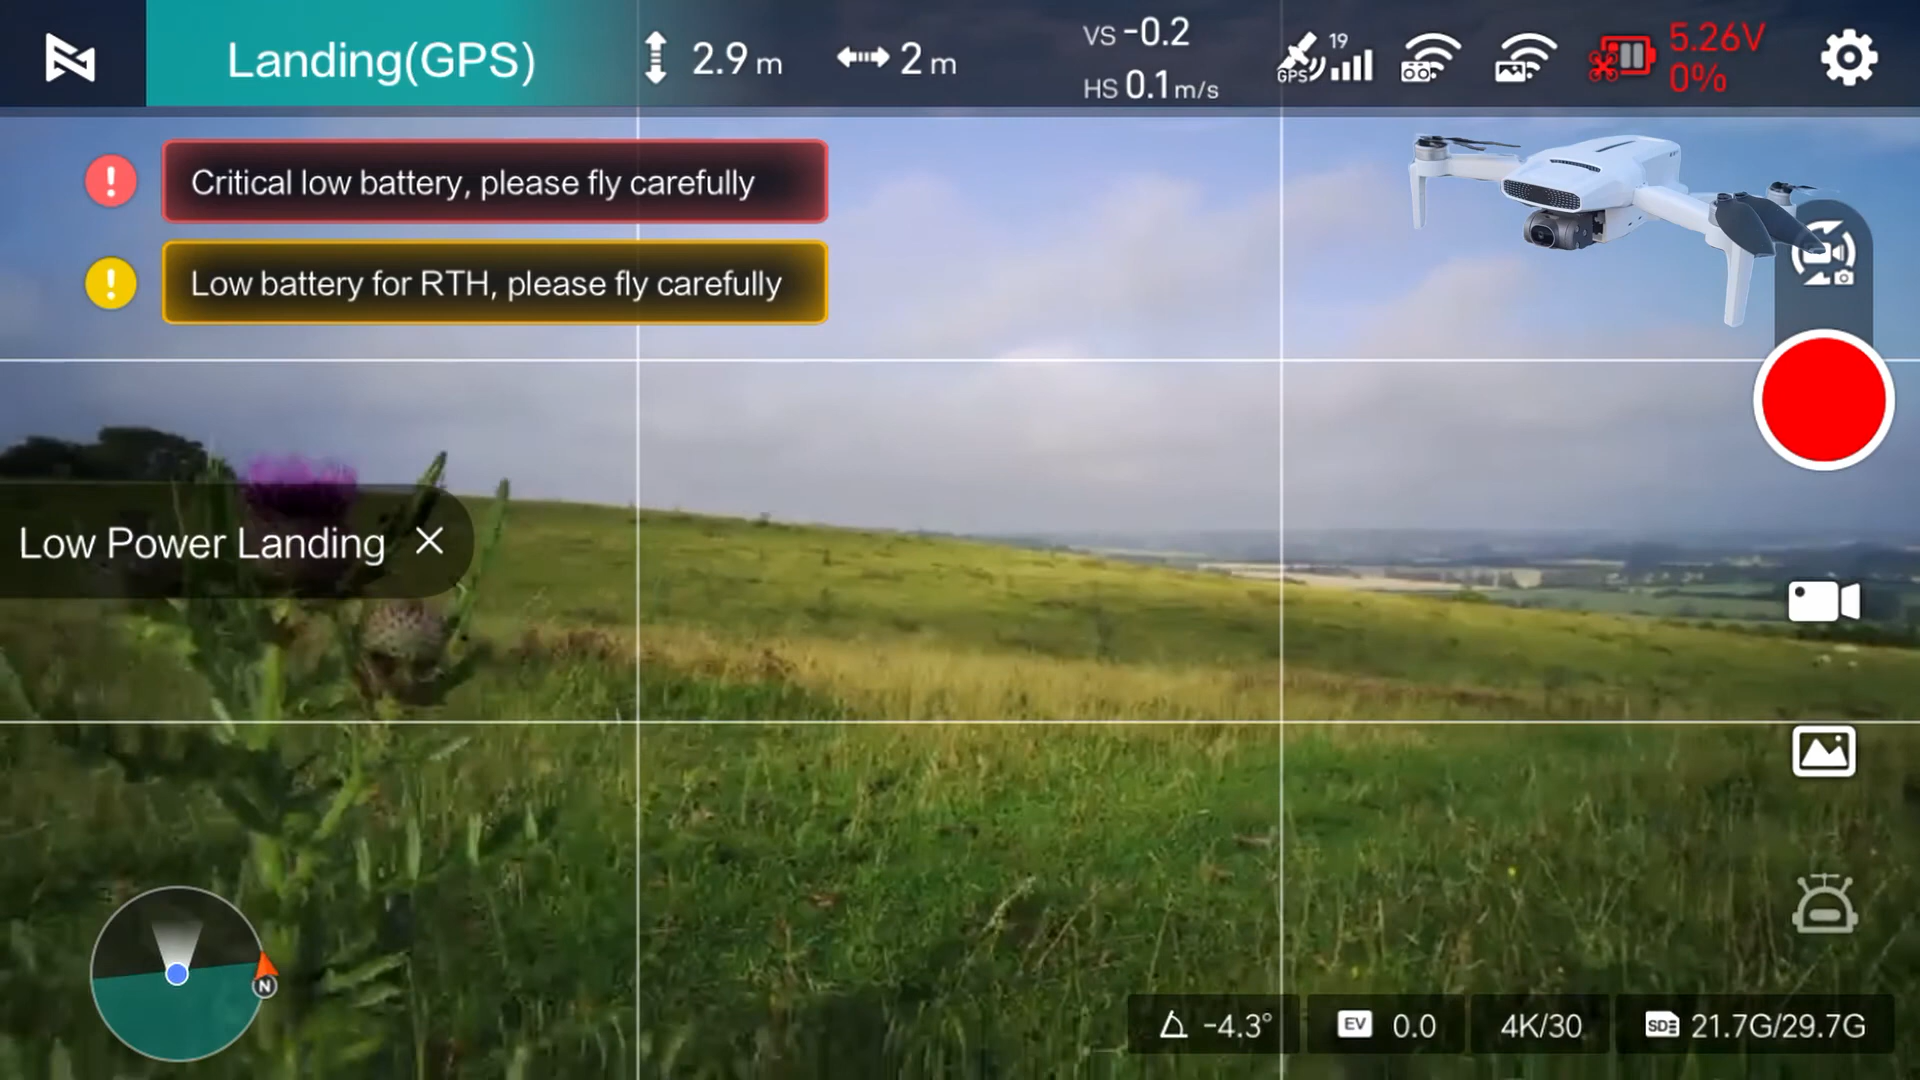 Landing(GPS)
2.9 m
2 m
VS -0.2
HS 0.1 m/s
GPS
19
5.26V
0%
Critical low battery, please fly carefully
Low battery for RTH, please fly carefully
Low Power Landing
N
-4.3°
EV 0.0
4K/30
SD 21.7G/29.7G